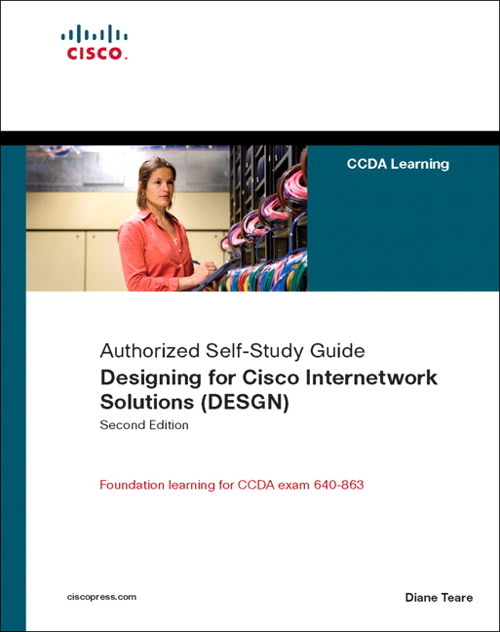 CISCO.
CCDA Learning
Authorized Self-Study Guide
Designing for Cisco Internetwork
Solutions (DESGN)
Second Edition
Foundation learning for CCDA exam 640-863
ciscopress.com
Diane Teare